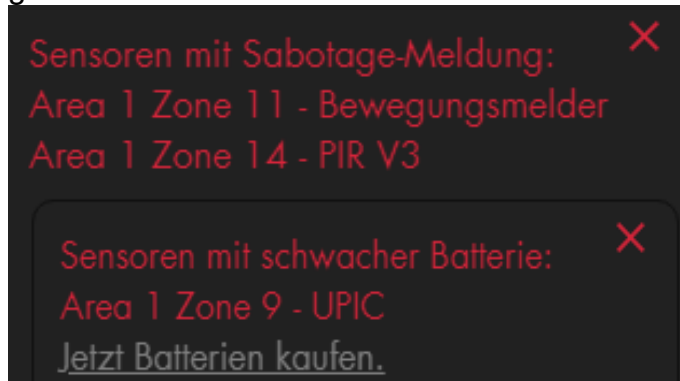 Sensoren mit Sabotage-Meldung:
Area 1 Zone 11 - Bewegungsmelder
Area 1 Zone 14 - PIR V3
Sensoren mit schwacher Batterie:
Area 1 Zone 9 - UPIC
Jetzt Batterien kaufen.